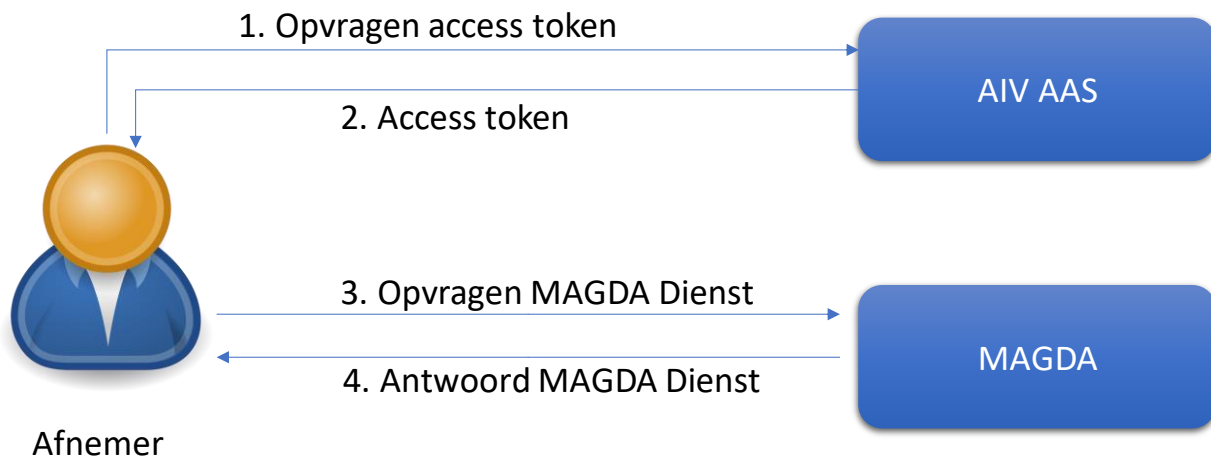 1. Opvragen access token
AIV AAS
2. Access token
3. Opvragen MAGDA Dienst
MAGDA
4. Antwoord MAGDA Dienst
Afnemer